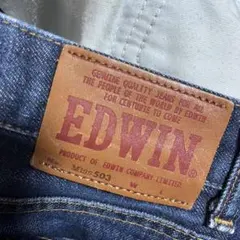 GENUINE QUALITY JEANS FOR ALL
THE PEOPLE OF THE WORLD BY EDWIN
FOR CENTURIES TO COME
EDWIN
PRODUCT OF EDWIN COMPANY LIMITED
503
W L